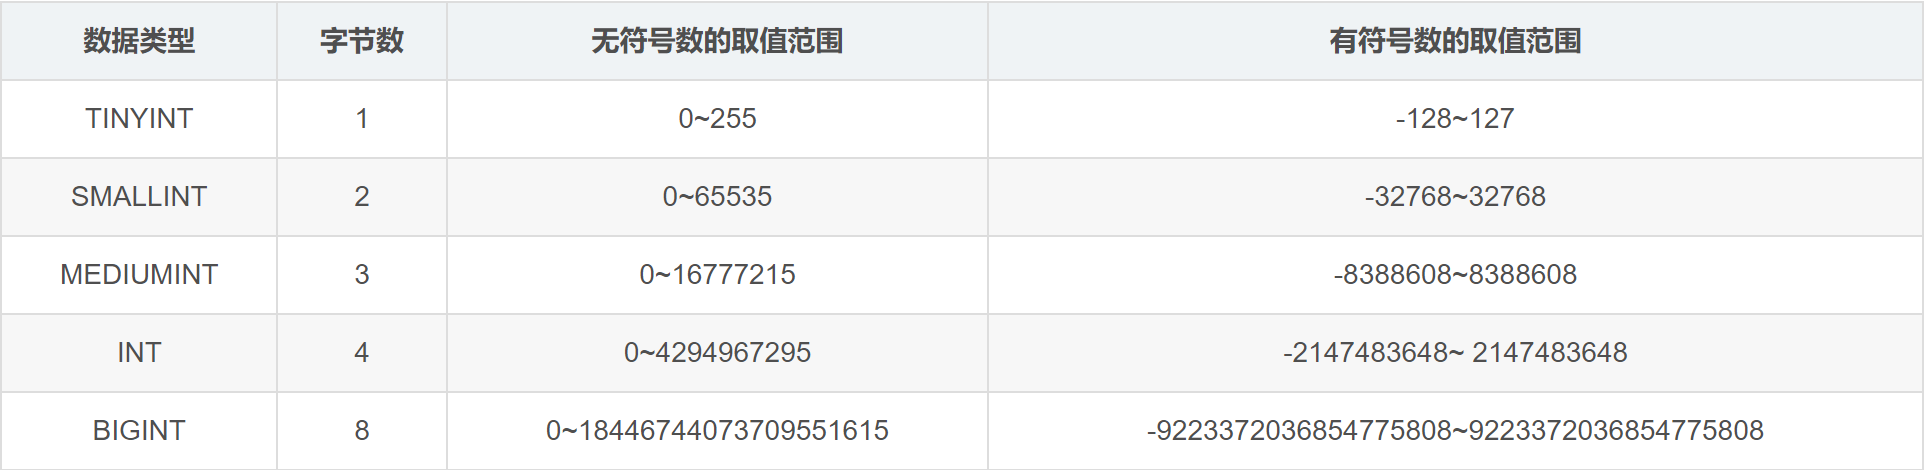 数据类型 字节数 无符号数的取值范围 有符号数的取值范围
TINYINT 1 0~255 -128~127
SMALLINT 2 0~65535 -32768~32768
MEDIUMINT 3 0~16777215 -8388608~8388608
INT 4 0~4294967295 -2147483648~ 2147483648
BIGINT 8 0~18446744073709551615 -9223372036854775808~9223372036854775808